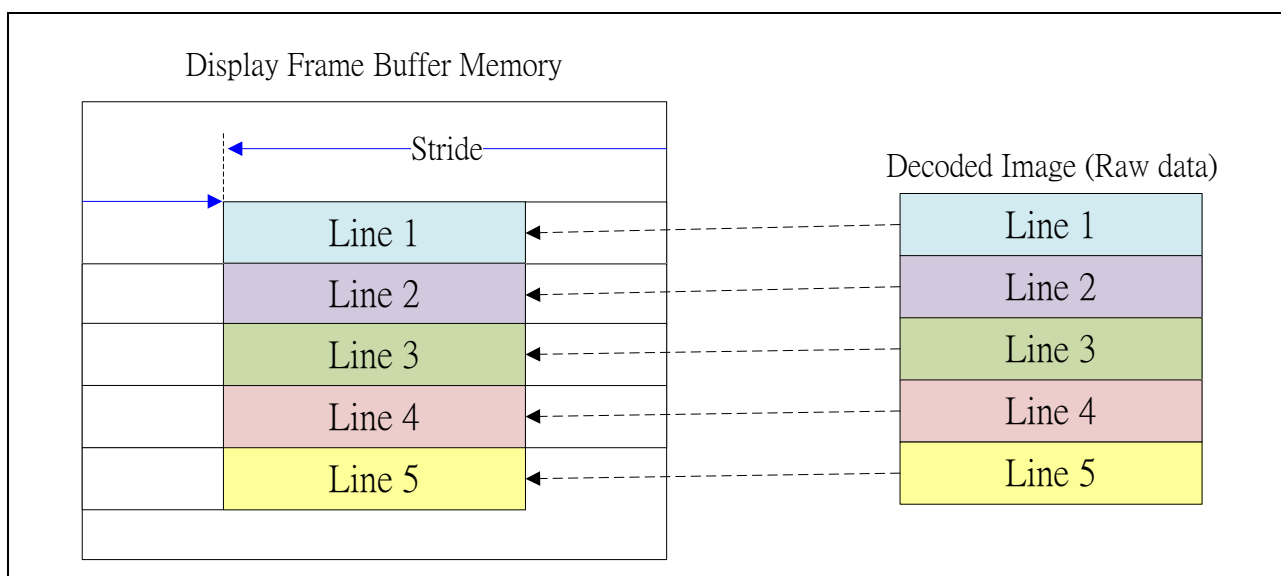 Display Frame Buffer Memory
Stride
Decoded Image (Raw data)
Line 1
Line 2
Line 3
Line 4
Line 5
Line 1
Line 2
Line 3
Line 4
Line 5